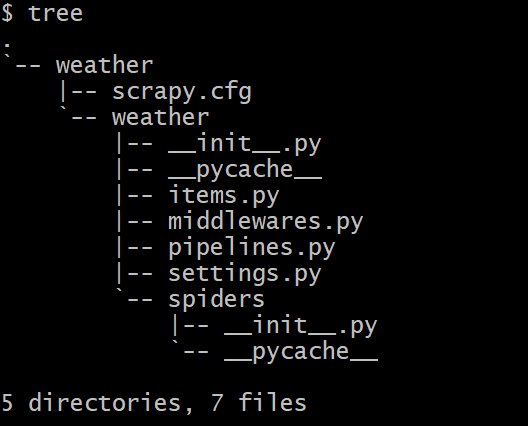 $ tree
.
`-- weather
    |-- scrapy.cfg
    `-- weather
        |-- __init__.py
        |-- __pycache__
        |-- items.py
        |-- middlewares.py
        |-- pipelines.py
        |-- settings.py
        `-- spiders
            |-- __init__.py
            `-- __pycache__

5 directories, 7 files